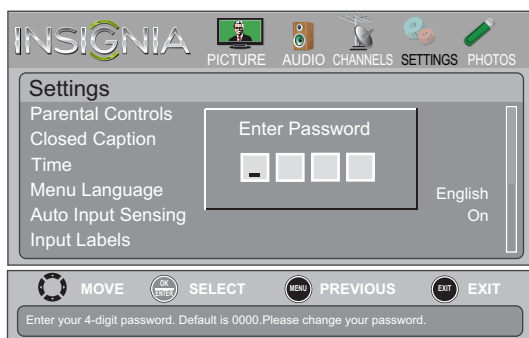 INSIGNIA
PICTURE AUDIO CHANNELS SETTINGS PHOTOS
Settings
Parental Controls
Closed Caption
Time
Menu Language English
Auto Input Sensing On
Input Labels
Enter Password
MOVE OK ENTER SELECT MENU PREVIOUS EXIT EXIT
Enter your 4-digit password. Default is 0000.Please change your password.